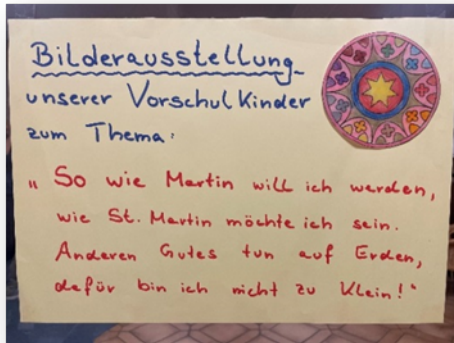 Bilderausstellung
unserer Vorschulkinder
zum Thema:
„So wie Martin will ich werden,
wie St. Martin möchte ich sein.
Anderen Gutes tun auf Erden,
dafür bin ich nicht zu Klein!"